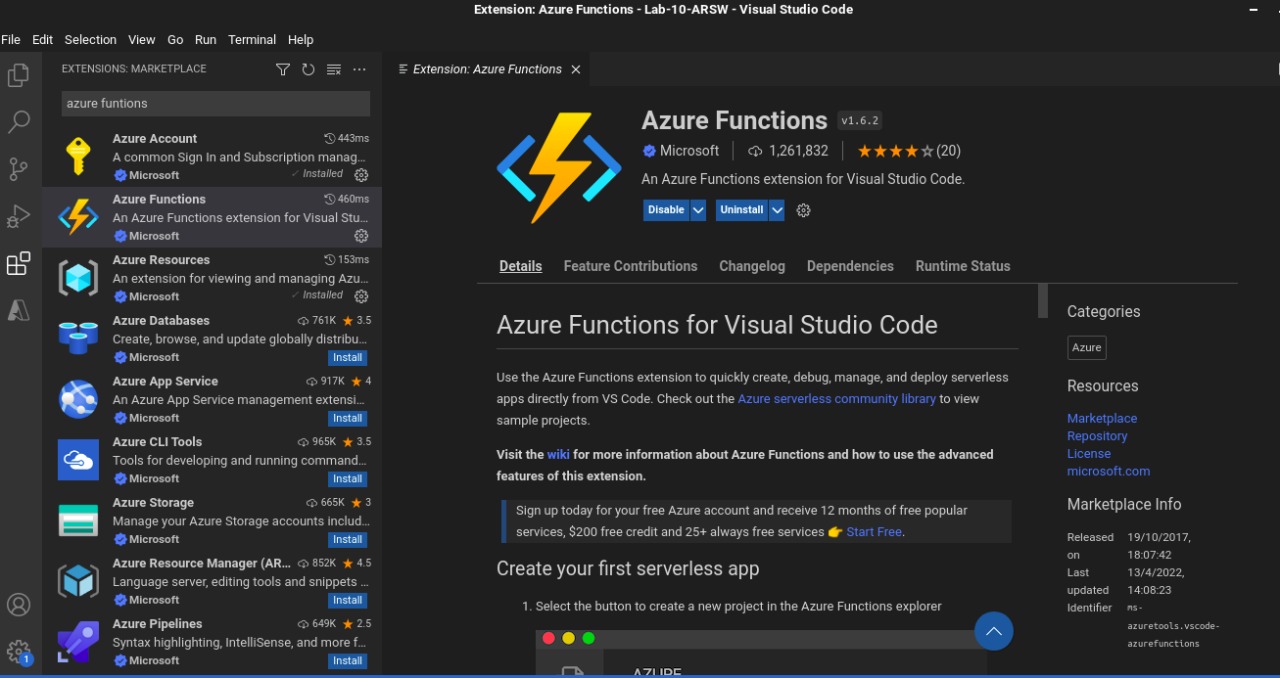 Extension: Azure Functions - Lab-10-ARSW - Visual Studio Code
File Edit Selection View Go Run Terminal Help
EXTENSIONS: MARKETPLACE
azure funtions
Azure Account 443ms
A common Sign In and Subscription manag...
Microsoft ✓ Installed
Azure Functions 460ms
An Azure Functions extension for Visual Stu...
Microsoft
Azure Resources 153ms
An extension for viewing and managing Azu...
Microsoft ✓ Installed
Azure Databases 761K ★ 3.5
Create, browse, and update globally distribu...
Microsoft Install
Azure App Service 917K ★ 4
An Azure App Service management extensi...
Microsoft Install
Azure CLI Tools 965K ★ 3.5
Tools for developing and running command...
Microsoft Install
Azure Storage 665K ★ 3
Manage your Azure Storage accounts includ...
Microsoft Install
Azure Resource Manager (AR... 852K ★ 4.5
Language server, editing tools and snippets ...
Microsoft Install
Azure Pipelines 649K ★ 2.5
Syntax highlighting, IntelliSense, and more f...
Microsoft Install
1
Extension: Azure Functions
Azure Functions v1.6.2
Microsoft 1,261,832 ★★★★☆(20)
An Azure Functions extension for Visual Studio Code.
Disable Uninstall
Details Feature Contributions Changelog Dependencies Runtime Status
Azure Functions for Visual Studio Code
Use the Azure Functions extension to quickly create, debug, manage, and deploy serverless
apps directly from VS Code. Check out the Azure serverless community library to view
sample projects.
Visit the wiki for more information about Azure Functions and how to use the advanced
features of this extension.
Sign up today for your free Azure account and receive 12 months of free popular
services, $200 free credit and 25+ always free services 👉 Start Free.
Create your first serverless app
1. Select the button to create a new project in the Azure Functions explorer
AZURE
Categories
Azure
Resources
Marketplace
Repository
License
microsoft.com
Marketplace Info
Released 19/10/2017,
on 18:07:42
Last 13/4/2022,
updated 14:08:23
Identifier ms-
azuretools.vscode-
azurefunctions